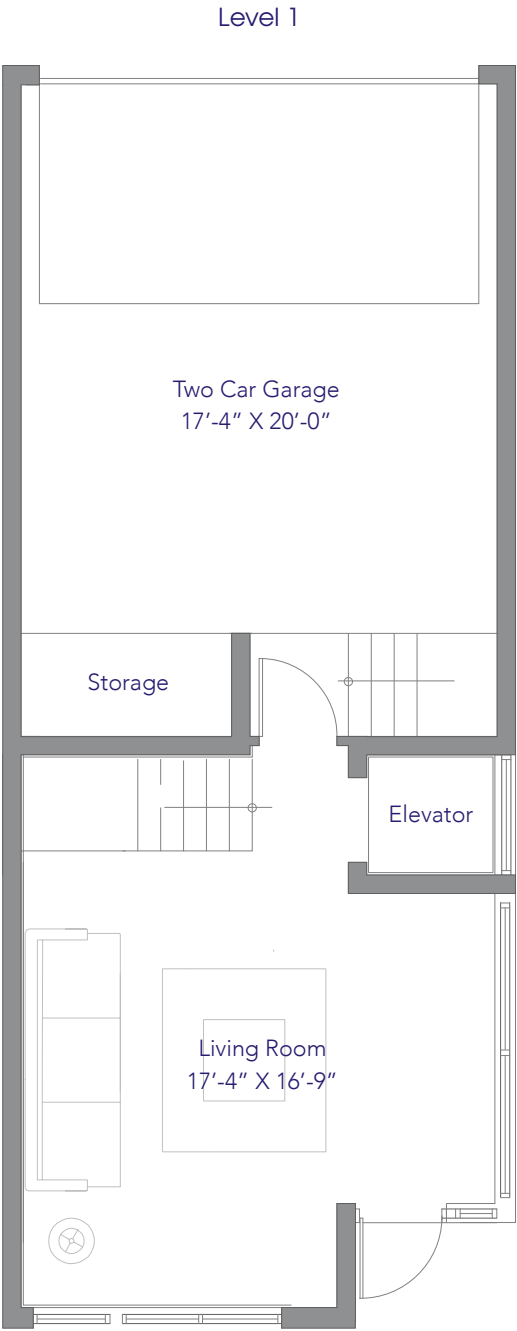 Level 1
Two Car Garage
17’-4” X 20’-0”
Storage
Elevator
Living Room
17’-4” X 16’-9”